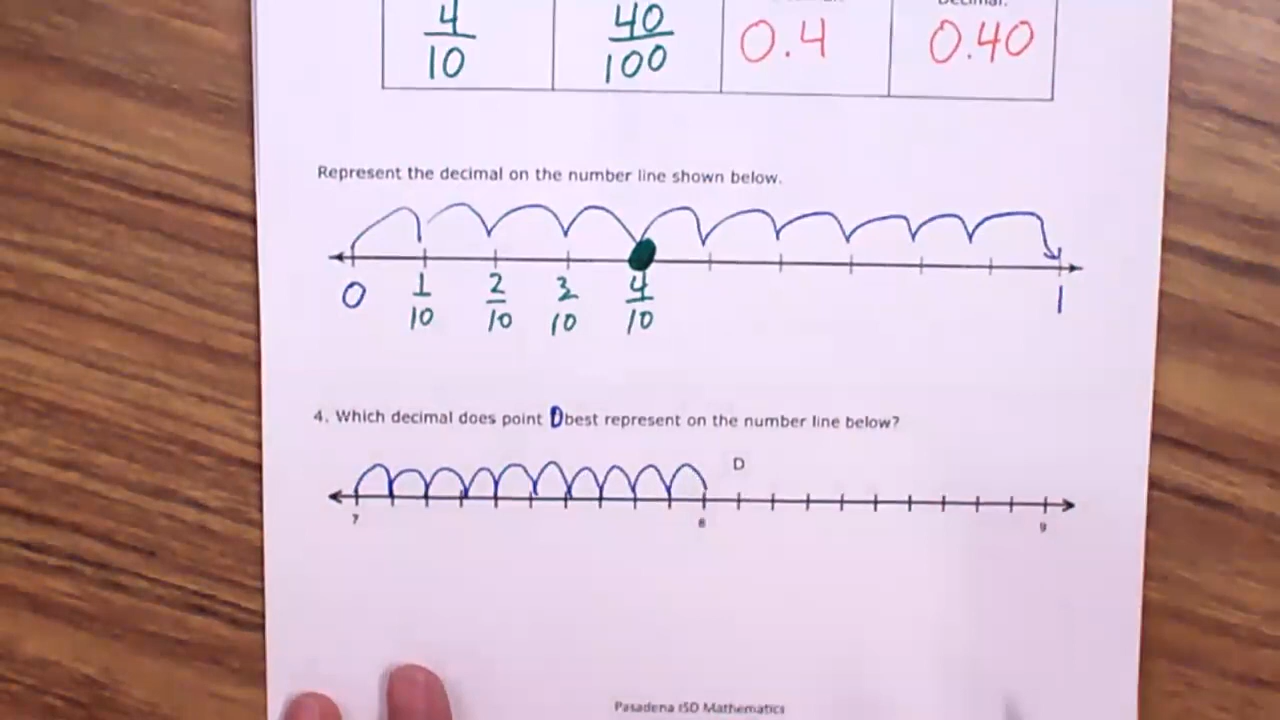 4/10 40/100 0.4 0.40
Represent the decimal on the number line shown below.
0 1/10 2/10 3/10 4/10 1
4. Which decimal does point D best represent on the number line below?
D
7 8 9
Pasadena ISD Mathematics